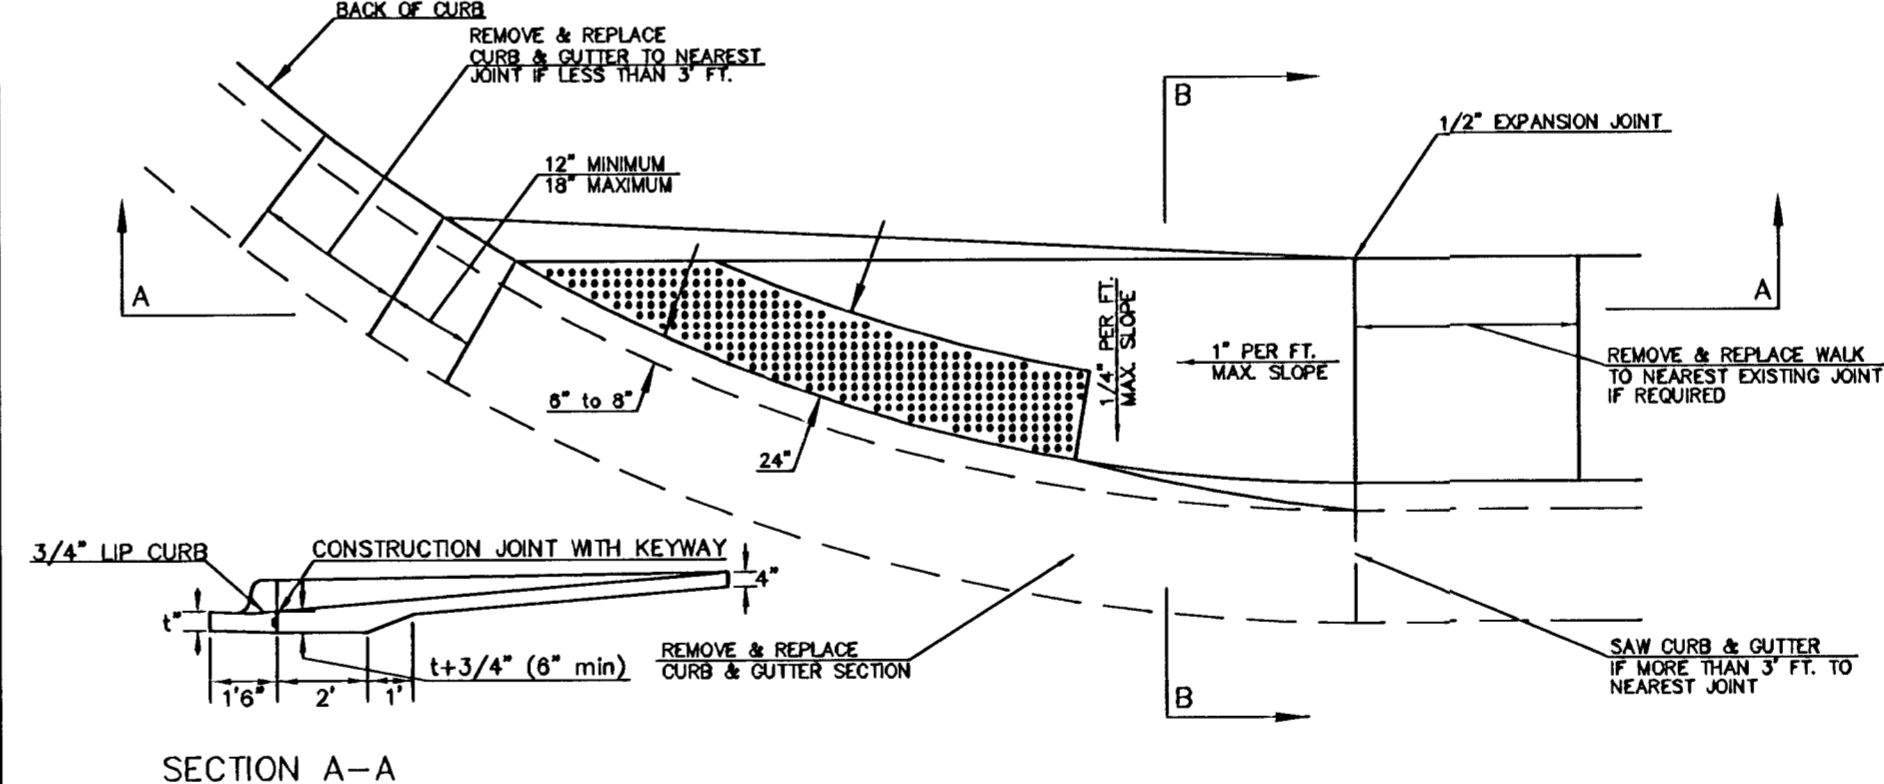 BACK OF CURB
REMOVE & REPLACE
CURB & GUTTER TO NEAREST
JOINT IF LESS THAN 3' FT.
B
1/2" EXPANSION JOINT
12" MINIMUM
18" MAXIMUM
A
A
1/4" PER FT.
MAX. SLOPE
1" PER FT.
MAX. SLOPE
REMOVE & REPLACE WALK
TO NEAREST EXISTING JOINT
IF REQUIRED
6" to 8"
24"
3/4" LIP CURB
CONSTRUCTION JOINT WITH KEYWAY
4"
t"
t+3/4" (6" min)
1'6"
2'
1'
REMOVE & REPLACE
CURB & GUTTER SECTION
SAW CURB & GUTTER
IF MORE THAN 3' FT. TO
NEAREST JOINT
B
SECTION A-A